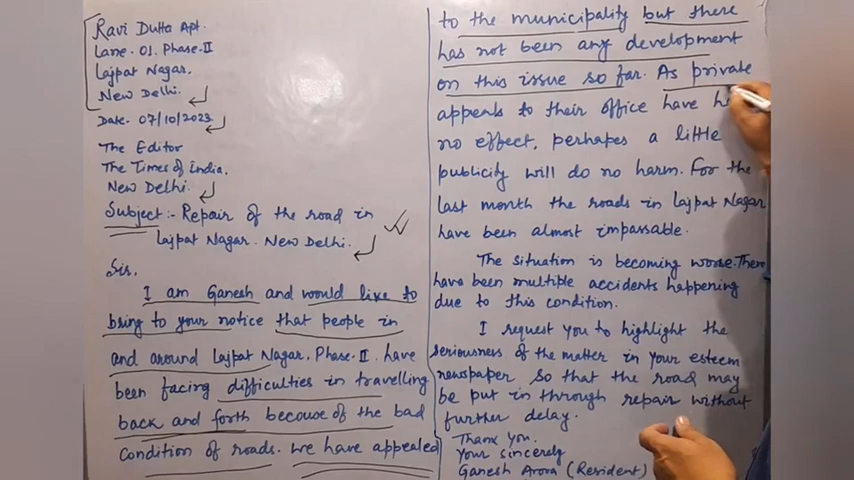 Ravi Dutta Apt.
Lane - 01. Phase-II
Lajpat Nagar.
New Delhi.
Date. 07/10/2023
The Editor
The Times of India.
New Delhi.
Subject:- Repair of the road in
Lajpat Nagar. New Delhi.
Sir.
I am Ganesh and would like to
bring to your notice that people in
and around Lajpat Nagar. Phase-II. have
been facing difficulties in travelling
back and forth because of the bad
condition of roads. We have appealed
to the municipality but there
has not been any development
on this issue so far. As private
appeals to their office have
no effect, perhapes a little
publicity will do no harm. For the
last month the roads in Lajpat Nagar
have been almost impassable.
The situation is becoming worse. There
have been multiple accidents happening
due to this condition.
I request you to highlight the
seriousness of the matter in your esteem
newspaper so that the road may
be put in through repair without
further delay.
Thank you.
Your sincerely
Ganesh Arora (Resident)